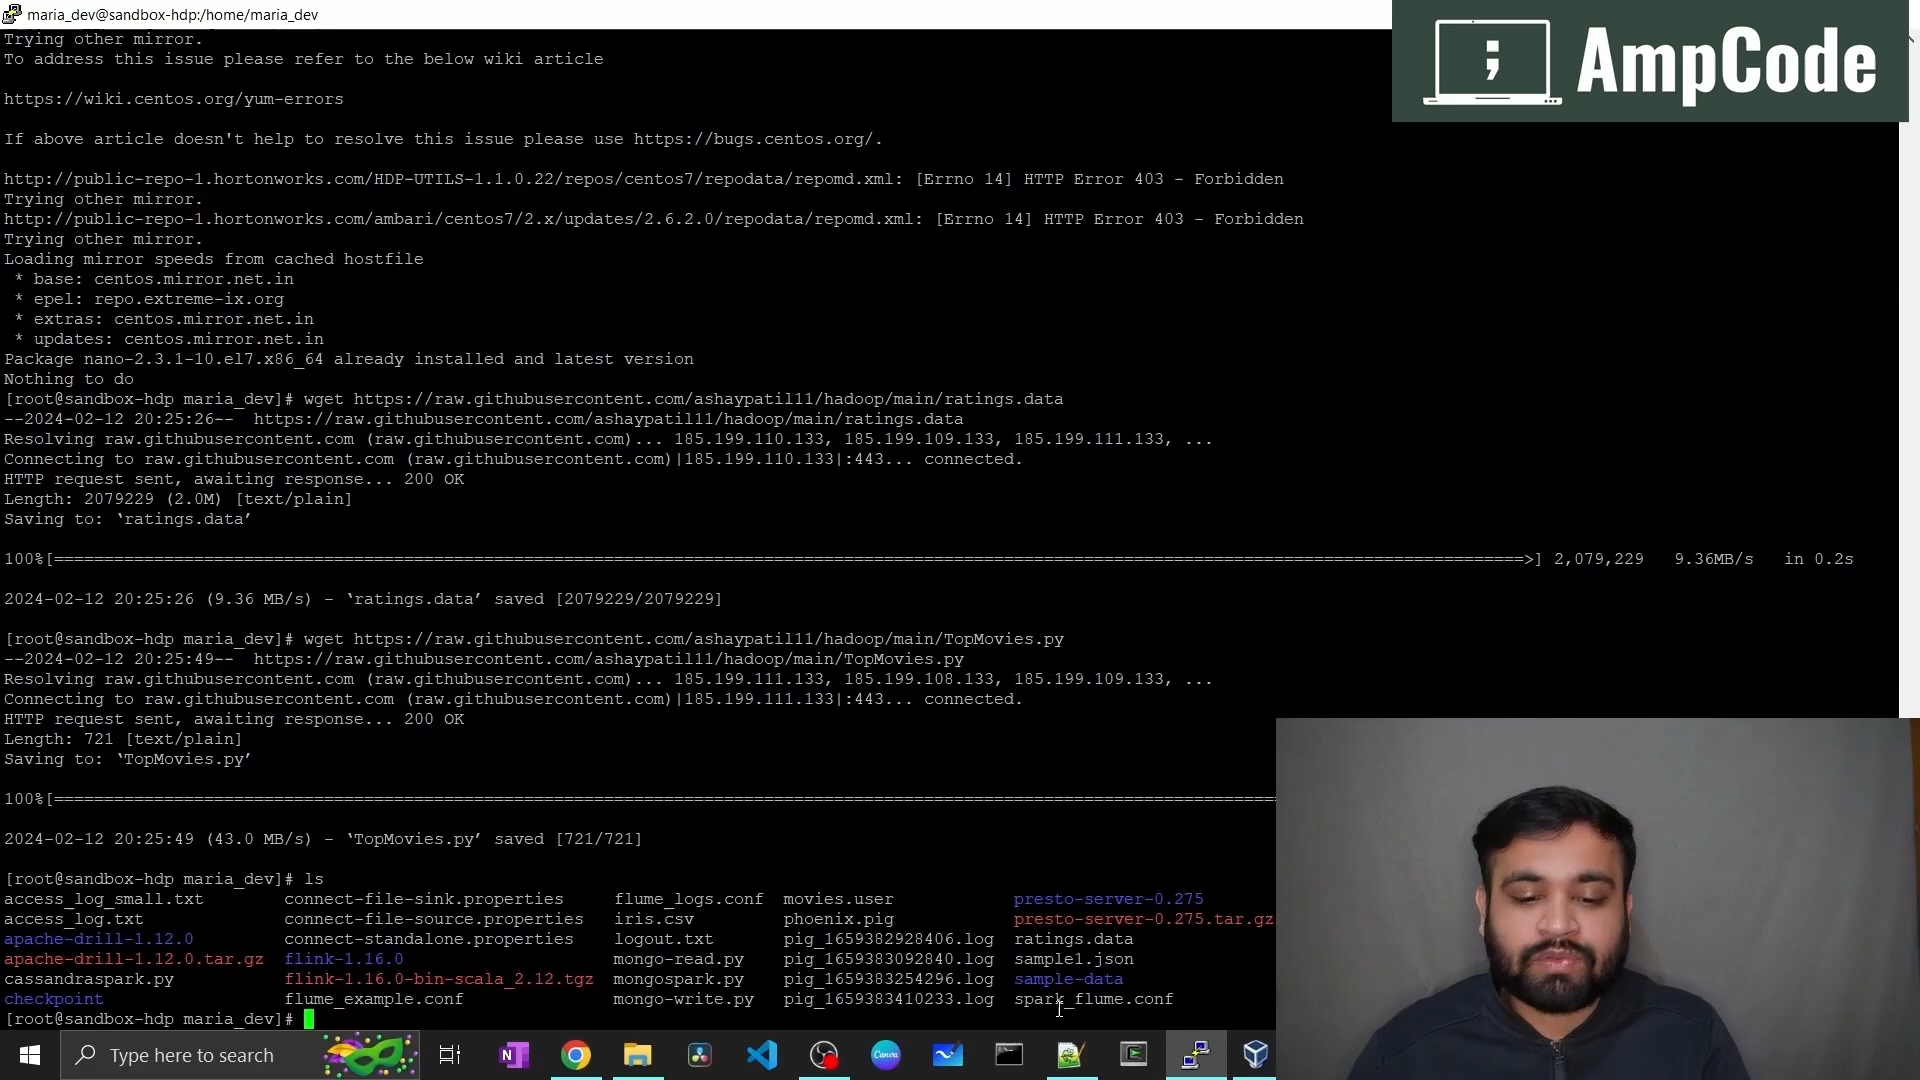 maria_dev@sandbox-hdp:/home/maria_dev
; AmpCode
Trying other mirror.
To address this issue please refer to the below wiki article
https://wiki.centos.org/yum-errors
If above article doesn't help to resolve this issue please use https://bugs.centos.org/.
http://public-repo-1.hortonworks.com/HDP-UTILS-1.1.0.22/repos/centos7/repodata/repomd.xml: [Errno 14] HTTP Error 403 - Forbidden
Trying other mirror.
http://public-repo-1.hortonworks.com/ambari/centos7/2.x/updates/2.6.2.0/repodata/repomd.xml: [Errno 14] HTTP Error 403 - Forbidden
Trying other mirror.
Loading mirror speeds from cached hostfile
* base: centos.mirror.net.in
* epel: repo.extreme-ix.org
* extras: centos.mirror.net.in
* updates: centos.mirror.net.in
Package nano-2.3.1-10.el7.x86_64 already installed and latest version
Nothing to do
[root@sandbox-hdp maria_dev]# wget https://raw.githubusercontent.com/ashaypatil11/hadoop/main/ratings.data
--2024-02-12 20:25:26-- https://raw.githubusercontent.com/ashaypatil11/hadoop/main/ratings.data
Resolving raw.githubusercontent.com (raw.githubusercontent.com)... 185.199.110.133, 185.199.109.133, 185.199.111.133, ...
Connecting to raw.githubusercontent.com (raw.githubusercontent.com)|185.199.110.133|:443... connected.
HTTP request sent, awaiting response... 200 OK
Length: 2079229 (2.0M) [text/plain]
Saving to: ‘ratings.data’
100%[==================================================>] 2,079,229 9.36MB/s in 0.2s
2024-02-12 20:25:26 (9.36 MB/s) - ‘ratings.data’ saved [2079229/2079229]
[root@sandbox-hdp maria_dev]# wget https://raw.githubusercontent.com/ashaypatil11/hadoop/main/TopMovies.py
--2024-02-12 20:25:49-- https://raw.githubusercontent.com/ashaypatil11/hadoop/main/TopMovies.py
Resolving raw.githubusercontent.com (raw.githubusercontent.com)... 185.199.111.133, 185.199.108.133, 185.199.109.133, ...
Connecting to raw.githubusercontent.com (raw.githubusercontent.com)|185.199.111.133|:443... connected.
HTTP request sent, awaiting response... 200 OK
Length: 721 [text/plain]
Saving to: ‘TopMovies.py’
100%[==================================================
2024-02-12 20:25:49 (43.0 MB/s) - ‘TopMovies.py’ saved [721/721]
[root@sandbox-hdp maria_dev]# ls
access_log_small.txt connect-file-sink.properties flume_logs.conf movies.user presto-server-0.275
access_log.txt connect-file-source.properties iris.csv phoenix.pig presto-server-0.275.tar.gz
apache-drill-1.12.0 connect-standalone.properties logout.txt pig_1659382928406.log ratings.data
apache-drill-1.12.0.tar.gz flink-1.16.0 mongo-read.py pig_1659383092840.log sample1.json
cassandraspark.py flink-1.16.0-bin-scala_2.12.tgz mongospark.py pig_1659383254296.log sample-data
checkpoint flume_example.conf mongo-write.py pig_1659383410233.log spark_flume.conf
[root@sandbox-hdp maria_dev]#
Type here to search